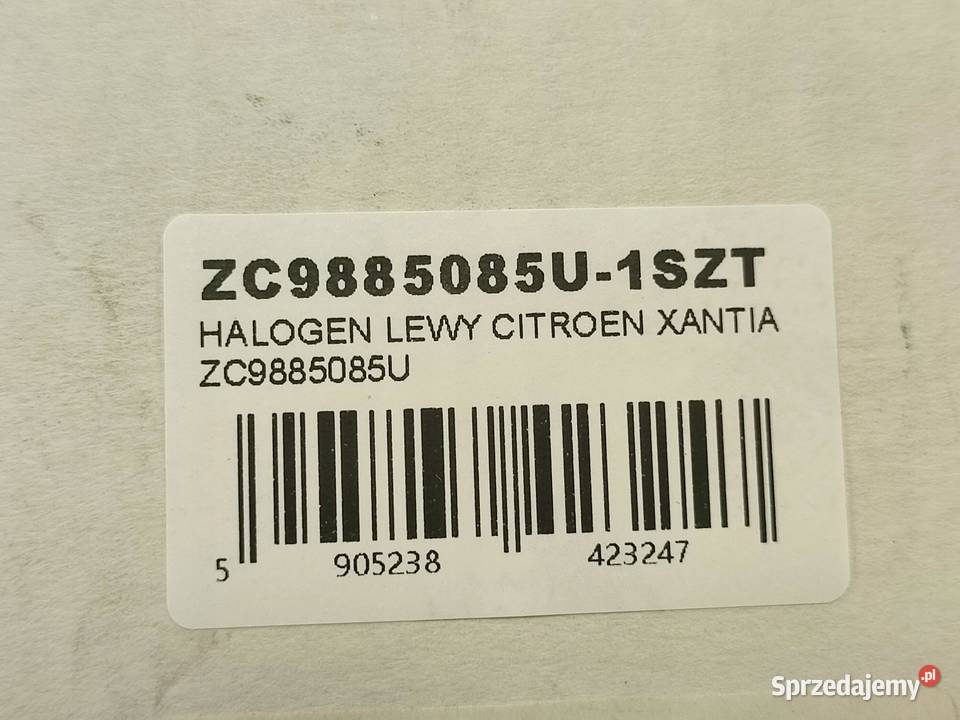 ZC9885085U-1SZT
HALOGEN LEWY CITROEN XANTIA
ZC9885085U
5 905238 423247
Sprzedajemy.pl